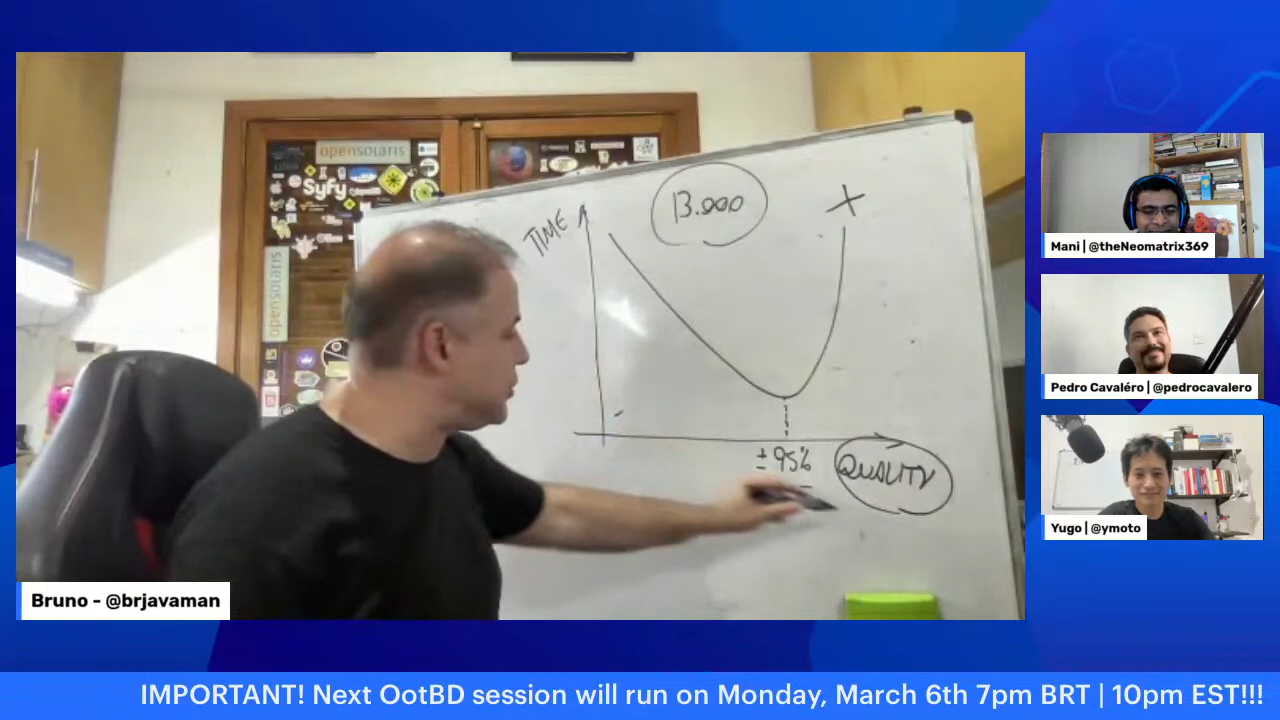 opensolaris
Syfy
opensolaris
TIME
13.000
X
± 95%
QUALITY
Bruno - @brjavaman
Mani | @theNeomatrix369
Pedro Cavaléro | @pedrocavalero
Yugo | @ymoto
IMPORTANT! Next OotBD session will run on Monday, March 6th 7pm BRT | 10pm EST!!!